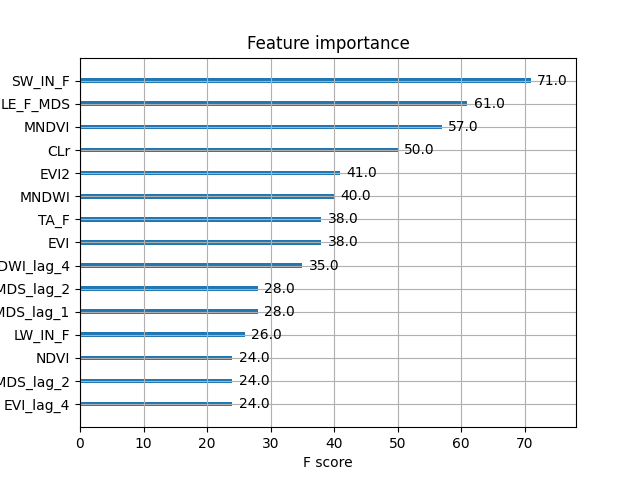 Feature importance
SW_IN_F 71.0
LE_F_MDS 61.0
MNDVI 57.0
CLr 50.0
EVI2 41.0
MNDWI 40.0
TA_F 38.0
EVI 38.0
DWI_lag_4 35.0
MDS_lag_2 28.0
MDS_lag_1 28.0
LW_IN_F 26.0
NDVI 24.0
MDS_lag_2 24.0
EVI_lag_4 24.0
0 10 20 30 40 50 60 70
F score